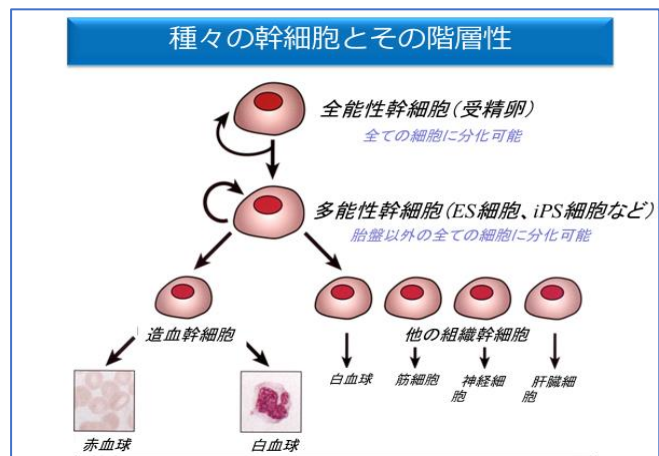 種々の幹細胞とその階層性
全能性幹細胞(受精卵)
全ての細胞に分化可能
多能性幹細胞(ES細胞、iPS細胞など)
胎盤以外の全ての細胞に分化可能
造血幹細胞
他の組織幹細胞
白血球
筋細胞
神経細
胞
肝臓細
胞
赤血球
白血球